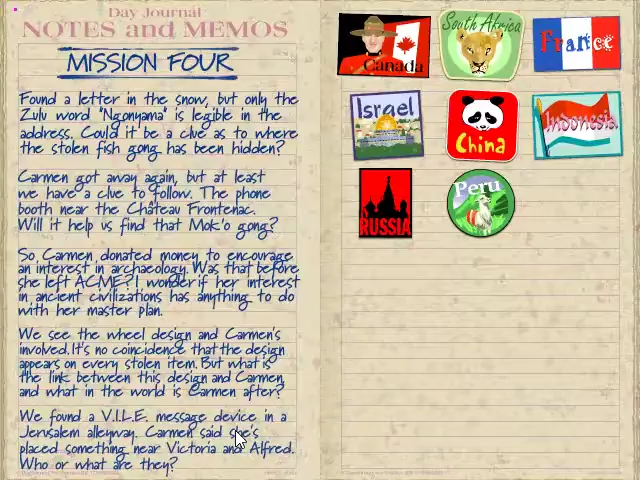 Day Journal
NOTES and MEMOS
MISSION FOUR
Found a letter in the snow, but only the
Zulu word "Ngonyama" is legible in the
address. Could it be a clue as to where
the stolen fish gong has been hidden?
Carmen got away again, but at least
we have a clue to follow. The phone
booth near the Château Frontenac.
Will it help us find that Mok'o gong?
So, Carmen donated money to encourage
an interest in archaeology. Was that before
she left ACME? I wonder if her interest
in ancient civilizations has anything to do
with her master plan.
We see the wheel design and Carmen's
involved. It's no coincidence that the design
appears on every stolen item. But what is
the link between this design and Carmen,
and what in the world is Carmen after?
We found a V.I.L.E. message device in a
Jerusalem alleyway. Carmen said she's
placed something near Victoria and Alfred.
Who or what are they?
Canada
South Africa
France
Israel
China
Indonesia
RUSSIA
Peru